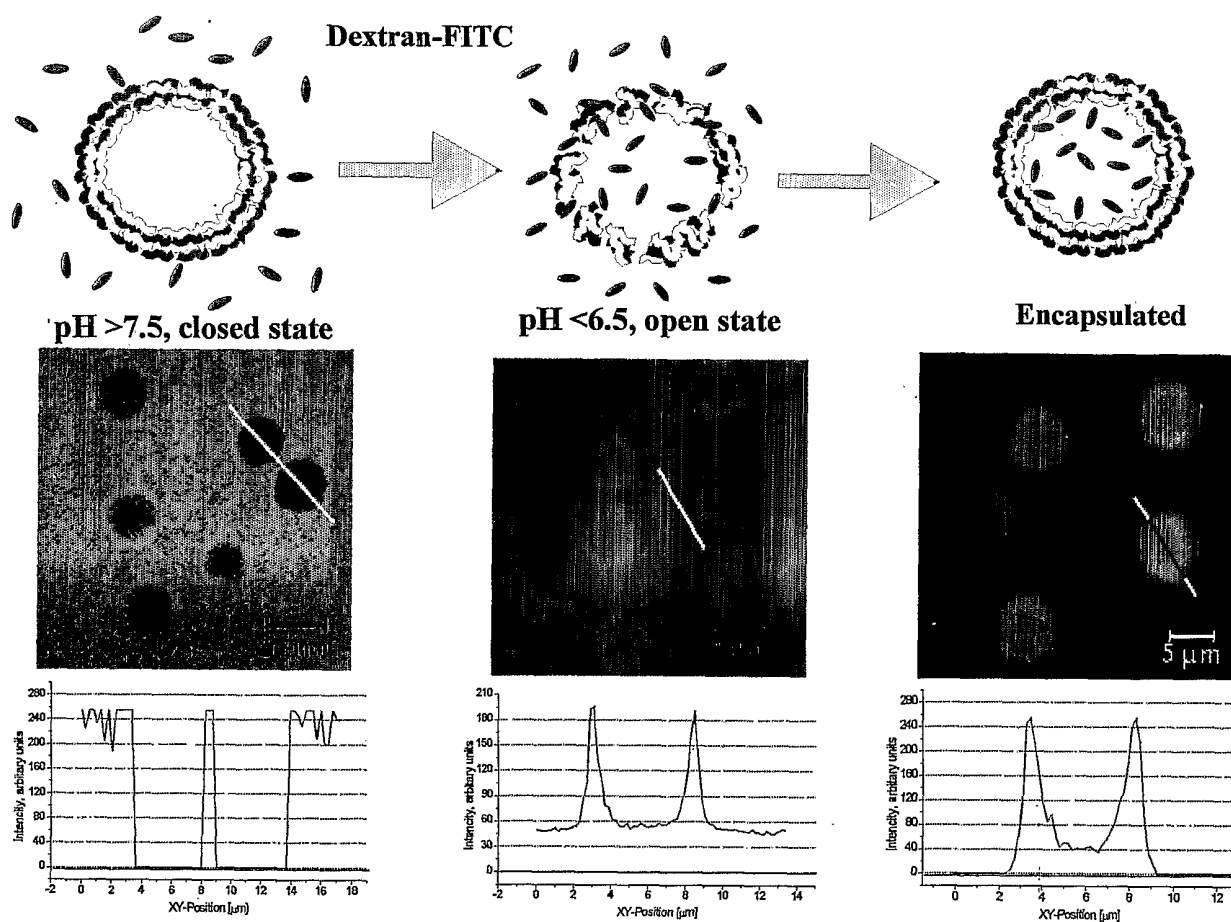 Dextran-FITC
pH >7.5, closed state
pH <6.5, open state
Encapsulated
5 µm
280
240
200
160
120
80
40
0
Intencity, arbitary units
-2 0 2 4 6 8 10 12 14 16 18
XY-Position [µm]
210
180
150
120
90
60
30
0
Intencity, arbitary units
-2 0 2 4 6 8 10 12 14
XY-Position [µm]
280
240
200
160
120
80
40
0
Intencity, arbitary units
-2 0 2 4 6 8 10 12
XY-Position [µm]